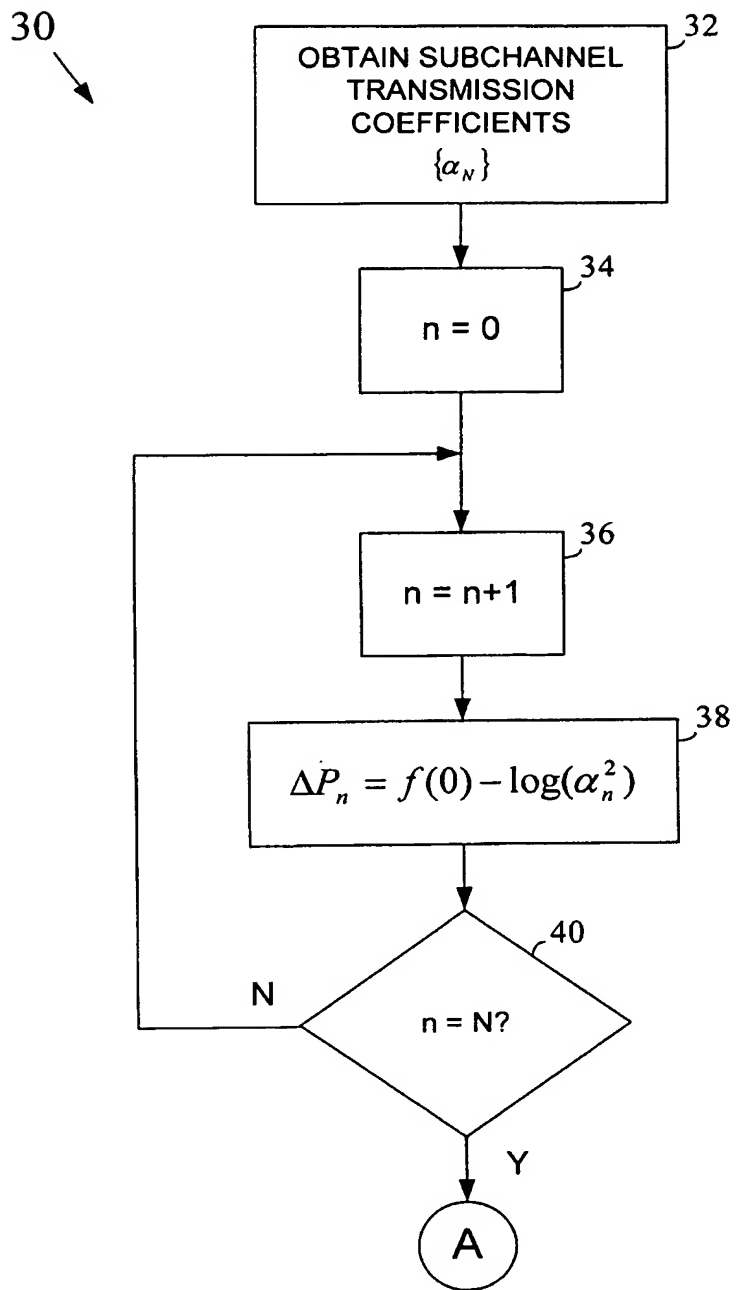 30
32
OBTAIN SUBCHANNEL
TRANSMISSION
COEFFICIENTS
{α_N}
34
n = 0
36
n = n+1
38
ΔP_n = f(0) − log(α_n^2)
40
N
n = N?
Y
A